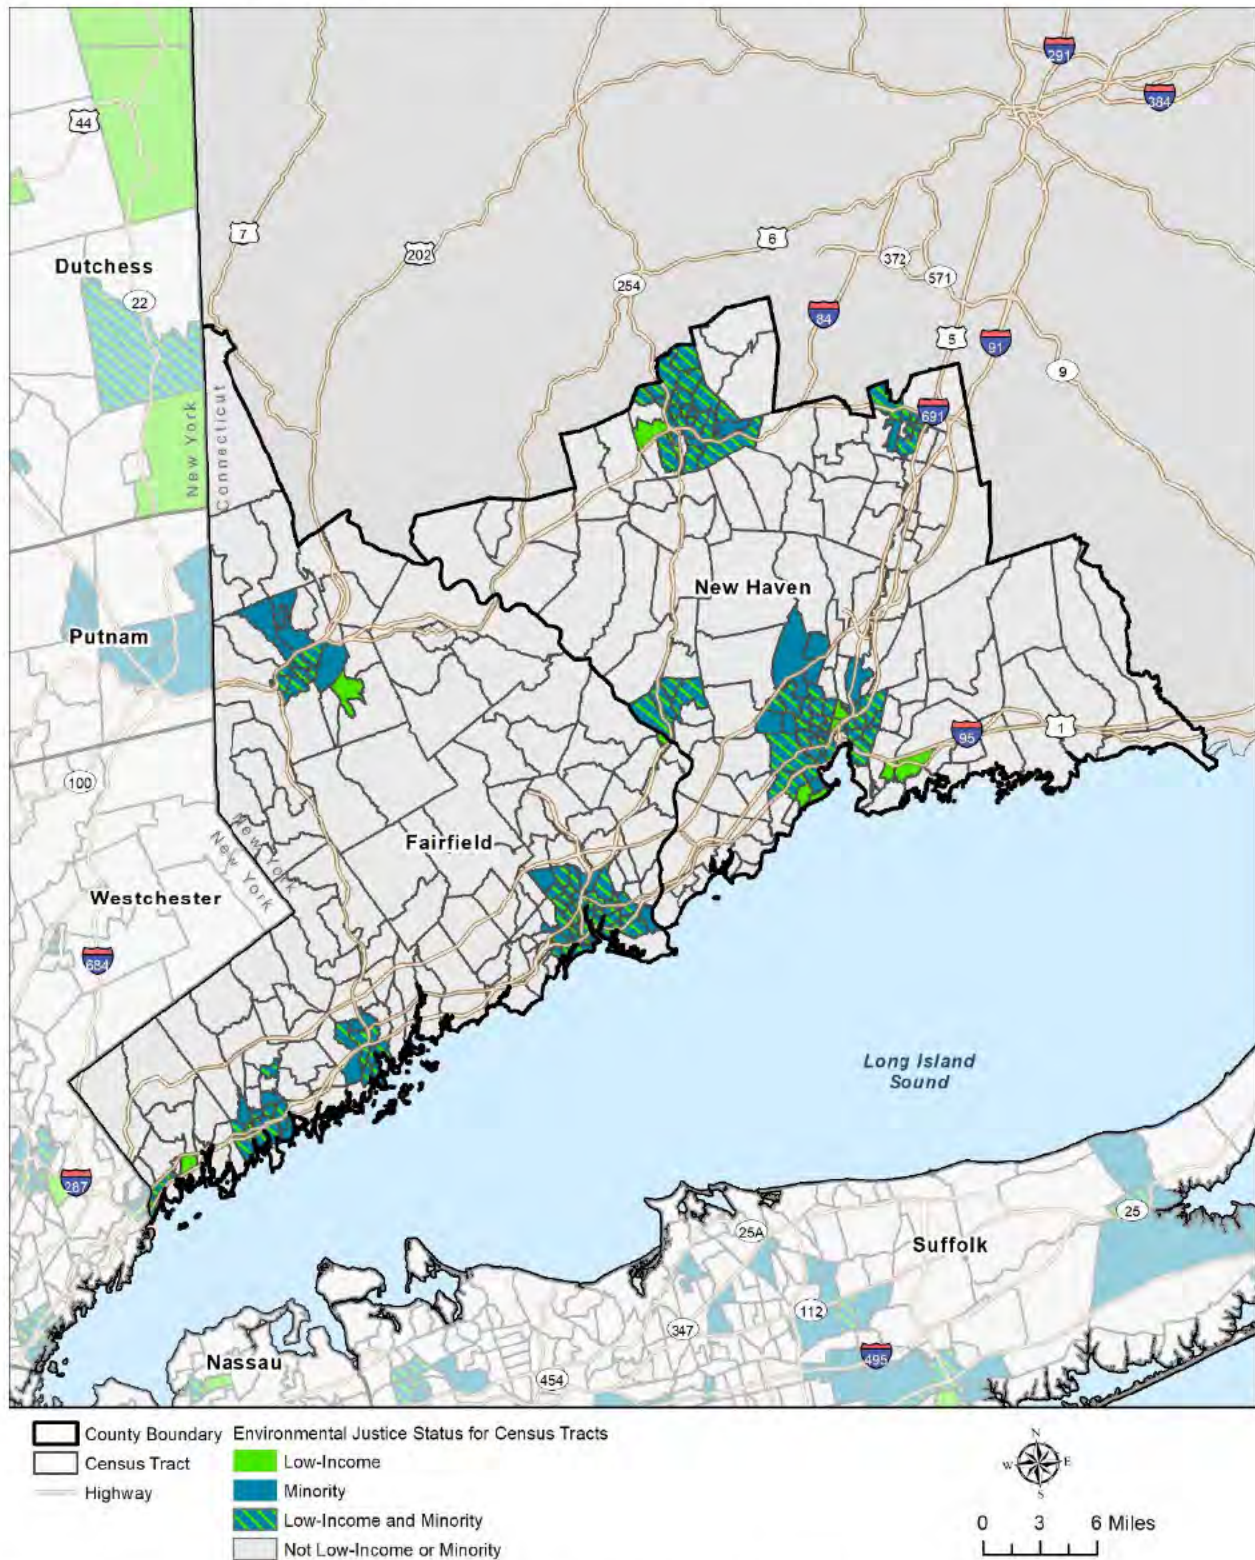 291
384
44
7
6
202
372
Dutchess
571
254
22
84
5
91
9
691
New York
Connecticut
New Haven
Putnam
95
1
100
New York
New York
Fairfield
Westchester
684
Long Island
Sound
287
25
25A
Suffolk
112
347
495
Nassau
454
County Boundary
Census Tract
Highway
Environmental Justice Status for Census Tracts
Low-Income
Minority
Low-Income and Minority
Not Low-Income or Minority
N
W
E
S
0 3 6 Miles